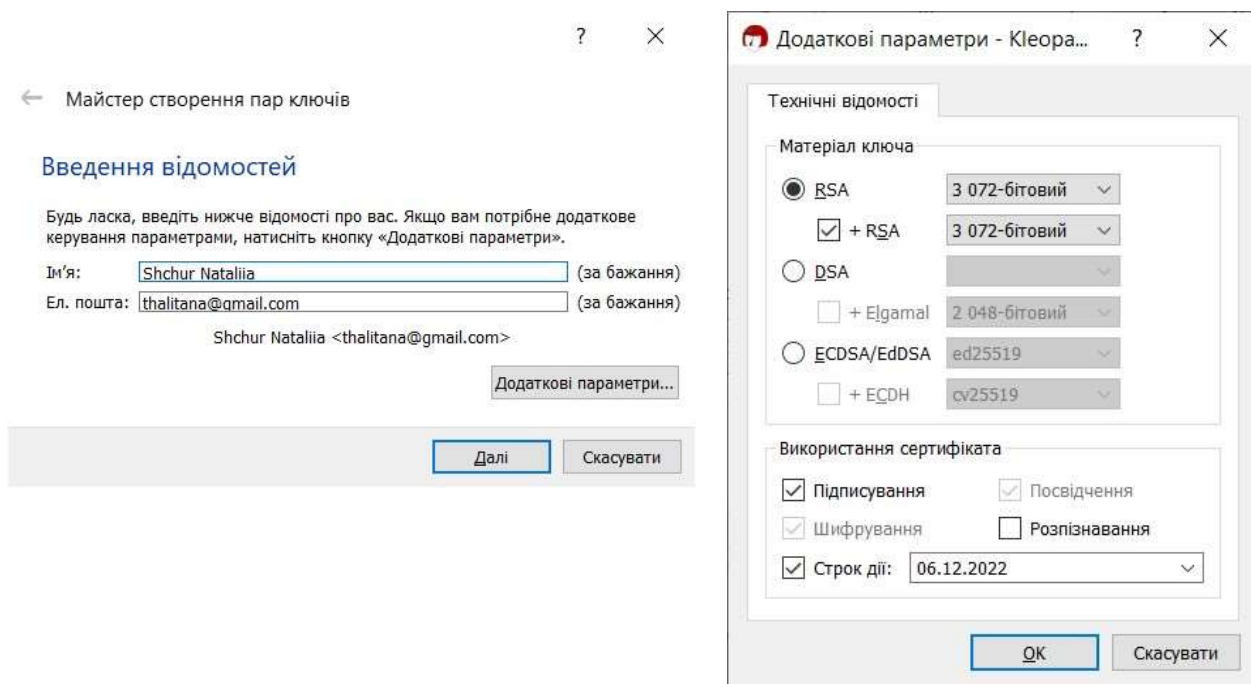 Майстер створення пар ключів
Введення відомостей
Будь ласка, введіть нижче відомості про вас. Якщо вам потрібне додаткове
керування параметрами, натисніть кнопку «Додаткові параметри».
Ім'я: Shchur Nataliia (за бажання)
Ел. пошта: thalitana@gmail.com (за бажання)
Shchur Nataliia <thalitana@gmail.com>
Додаткові параметри...
Далі Скасувати
Додаткові параметри - Kleopa... ?
Технічні відомості
Матеріал ключа
RSA 3 072-бітовий
+ RSA 3 072-бітовий
DSA
+ Elgamal 2 048-бітовий
ECDSA/EdDSA ed25519
+ ECDH cv25519
Використання сертифіката
Підписування Посвідчення
Шифрування Розпізнавання
Строк дії: 06.12.2022
OK Скасувати